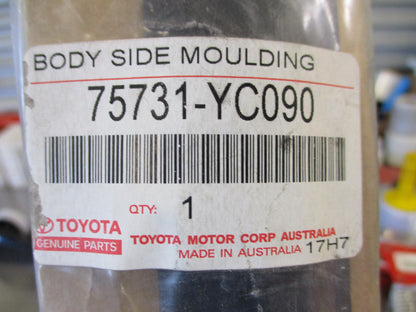 BODY SIDE MOULDING
75731-YC090
QTY: 1
TOYOTA
GENUINE PARTS
TOYOTA MOTOR CORP AUSTRALIA
MADE IN AUSTRALIA 17H7